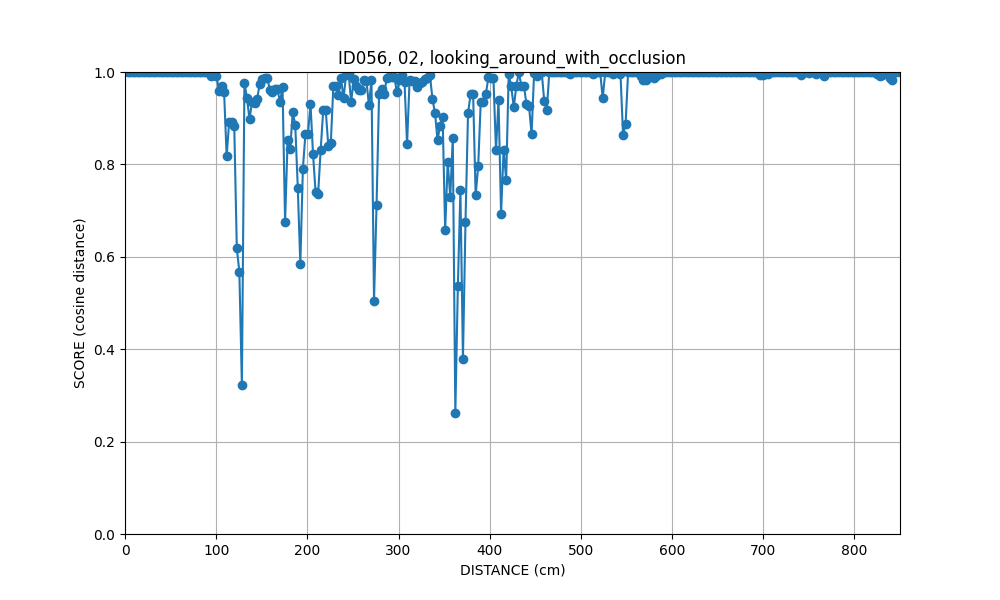 ID056, 02, looking_around_with_occlusion
SCORE (cosine distance)
1.0
0.8
0.6
0.4
0.2
0.0
0 100 200 300 400 500 600 700 800
DISTANCE (cm)